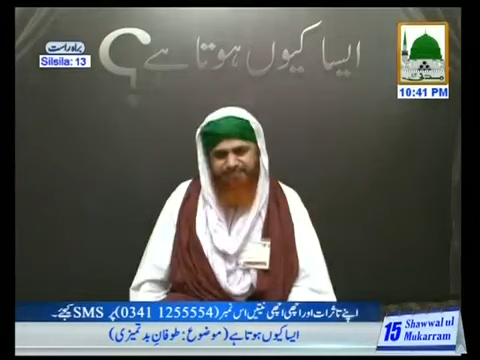 براہ راست
Silsila: 13
ایسا کیوں ہوتا ہے؟
مدنی
10:41 PM
اپنے تاثرات اور اچھی اچھی نیتیں اس نمبر (0341 1255554) پر SMS کیجئے۔
ایسا کیوں ہوتا ہے (موضوع: طوفانِ بدتمیزی)
15 Shawwal ul Mukarram